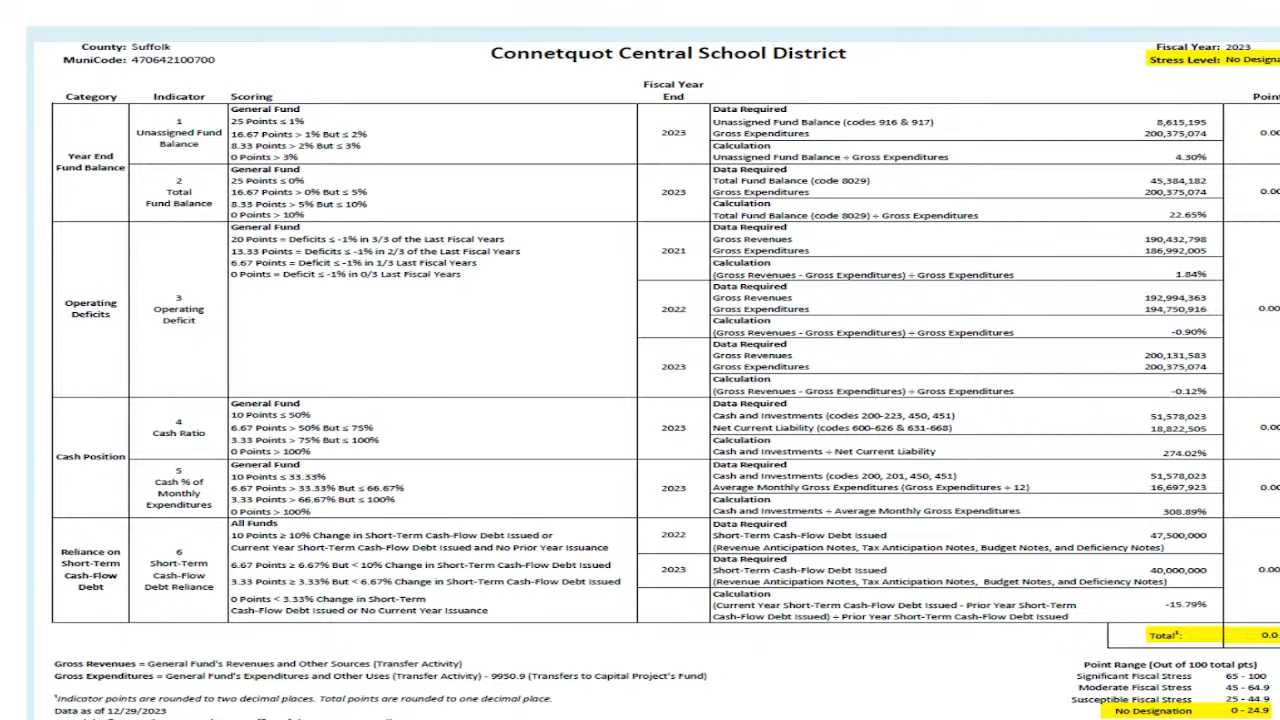 County: Suffolk
MuniCode: 470642100700
Connetquot Central School District
Fiscal Year: 2023
Stress Level: No Designa
Category Indicator Scoring Fiscal Year End Poin
Year End Fund Balance
1 Unassigned Fund Balance
General Fund
25 Points ≤ 1%
16.67 Points > 1% But ≤ 2%
8.33 Points > 2% But ≤ 3%
0 Points > 3%
2023
Data Required
Unassigned Fund Balance (codes 916 & 917) 8,615,195
Gross Expenditures 200,375,074
Calculation
Unassigned Fund Balance ÷ Gross Expenditures 4.30%
0.00
2 Total Fund Balance
General Fund
25 Points ≤ 0%
16.67 Points > 0% But ≤ 5%
8.33 Points > 5% But ≤ 10%
0 Points > 10%
2023
Data Required
Total Fund Balance (code 8029) 45,384,182
Gross Expenditures 200,375,074
Calculation
Total Fund Balance (code 8029) ÷ Gross Expenditures 22.65%
0.00
Operating Deficits
3 Operating Deficit
General Fund
20 Points = Deficits ≤ -1% in 3/3 of the Last Fiscal Years
13.33 Points = Deficits ≤ -1% in 2/3 of the Last Fiscal Years
6.67 Points = Deficit ≤ -1% in 1/3 Last Fiscal Years
0 Points = Deficit ≤ -1% in 0/3 Last Fiscal Years
2021
Data Required
Gross Revenues 190,432,798
Gross Expenditures 186,992,005
Calculation
(Gross Revenues - Gross Expenditures) ÷ Gross Expenditures 1.84%
2022
Data Required
Gross Revenues 192,994,363
Gross Expenditures 194,750,916
Calculation
(Gross Revenues - Gross Expenditures) ÷ Gross Expenditures -0.90%
0.00
2023
Data Required
Gross Revenues 200,131,583
Gross Expenditures 200,375,074
Calculation
(Gross Revenues - Gross Expenditures) ÷ Gross Expenditures -0.12%
Cash Position
4 Cash Ratio
General Fund
10 Points ≤ 50%
6.67 Points > 50% But ≤ 75%
3.33 Points > 75% But ≤ 100%
0 Points > 100%
2023
Data Required
Cash and Investments (codes 200-223, 450, 451) 51,578,023
Net Current Liability (codes 600-626 & 631-668) 18,822,505
Calculation
Cash and Investments ÷ Net Current Liability 274.02%
0.00
5 Cash % of Monthly Expenditures
General Fund
10 Points ≤ 33.33%
6.67 Points > 33.33% But ≤ 66.67%
3.33 Points > 66.67% But ≤ 100%
0 Points > 100%
2023
Data Required
Cash and Investments (codes 200, 201, 450, 451) 51,578,023
Average Monthly Gross Expenditures (Gross Expenditures ÷ 12) 16,697,923
Calculation
Cash and Investments ÷ Average Monthly Gross Expenditures 308.89%
0.00
Reliance on Short-Term Cash-Flow Debt
6 Short-Term Cash-Flow Debt Reliance
All Funds
10 Points ≥ 10% Change in Short-Term Cash-Flow Debt Issued or
Current Year Short-Term Cash-Flow Debt Issued and No Prior Year Issuance
6.67 Points ≥ 6.67% But < 10% Change in Short-Term Cash-Flow Debt Issued
3.33 Points ≥ 3.33% But < 6.67% Change in Short-Term Cash-Flow Debt Issued
0 Points < 3.33% Change in Short-Term
Cash-Flow Debt Issued or No Current Year Issuance
2022
Data Required
Short-Term Cash-Flow Debt Issued 47,500,000
(Revenue Anticipation Notes, Tax Anticipation Notes, Budget Notes, and Deficiency Notes)
2023
Data Required
Short-Term Cash-Flow Debt Issued 40,000,000
(Revenue Anticipation Notes, Tax Anticipation Notes, Budget Notes, and Deficiency Notes)
0.00
Calculation
(Current Year Short-Term Cash-Flow Debt Issued - Prior Year Short-Term
Cash-Flow Debt Issued) ÷ Prior Year Short-Term Cash-Flow Debt Issued -15.79%
Total¹: 0.0
Gross Revenues = General Fund's Revenues and Other Sources (Transfer Activity)
Gross Expenditures = General Fund's Expenditures and Other Uses (Transfer Activity) - 9950.9 (Transfers to Capital Project's Fund)
¹Indicator points are rounded to two decimal places. Total points are rounded to one decimal place.
Data as of 12/29/2023
Point Range (Out of 100 total pts)
Significant Fiscal Stress 65 - 100
Moderate Fiscal Stress 45 - 64.9
Susceptible Fiscal Stress 25 - 44.9
No Designation 0 - 24.9